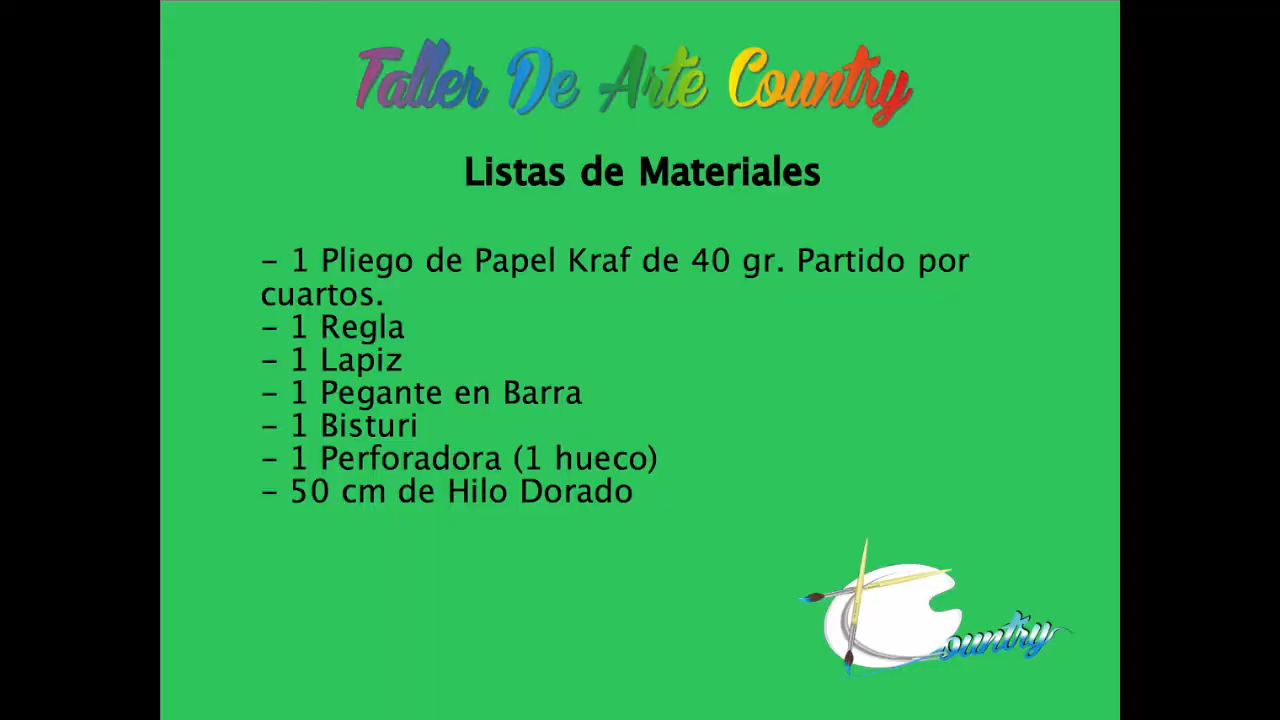 Taller De Arte Country
Listas de Materiales
- 1 Pliego de Papel Kraf de 40 gr. Partido por
cuartos.
- 1 Regla
- 1 Lapiz
- 1 Pegante en Barra
- 1 Bisturi
- 1 Perforadora (1 hueco)
- 50 cm de Hilo Dorado
Country